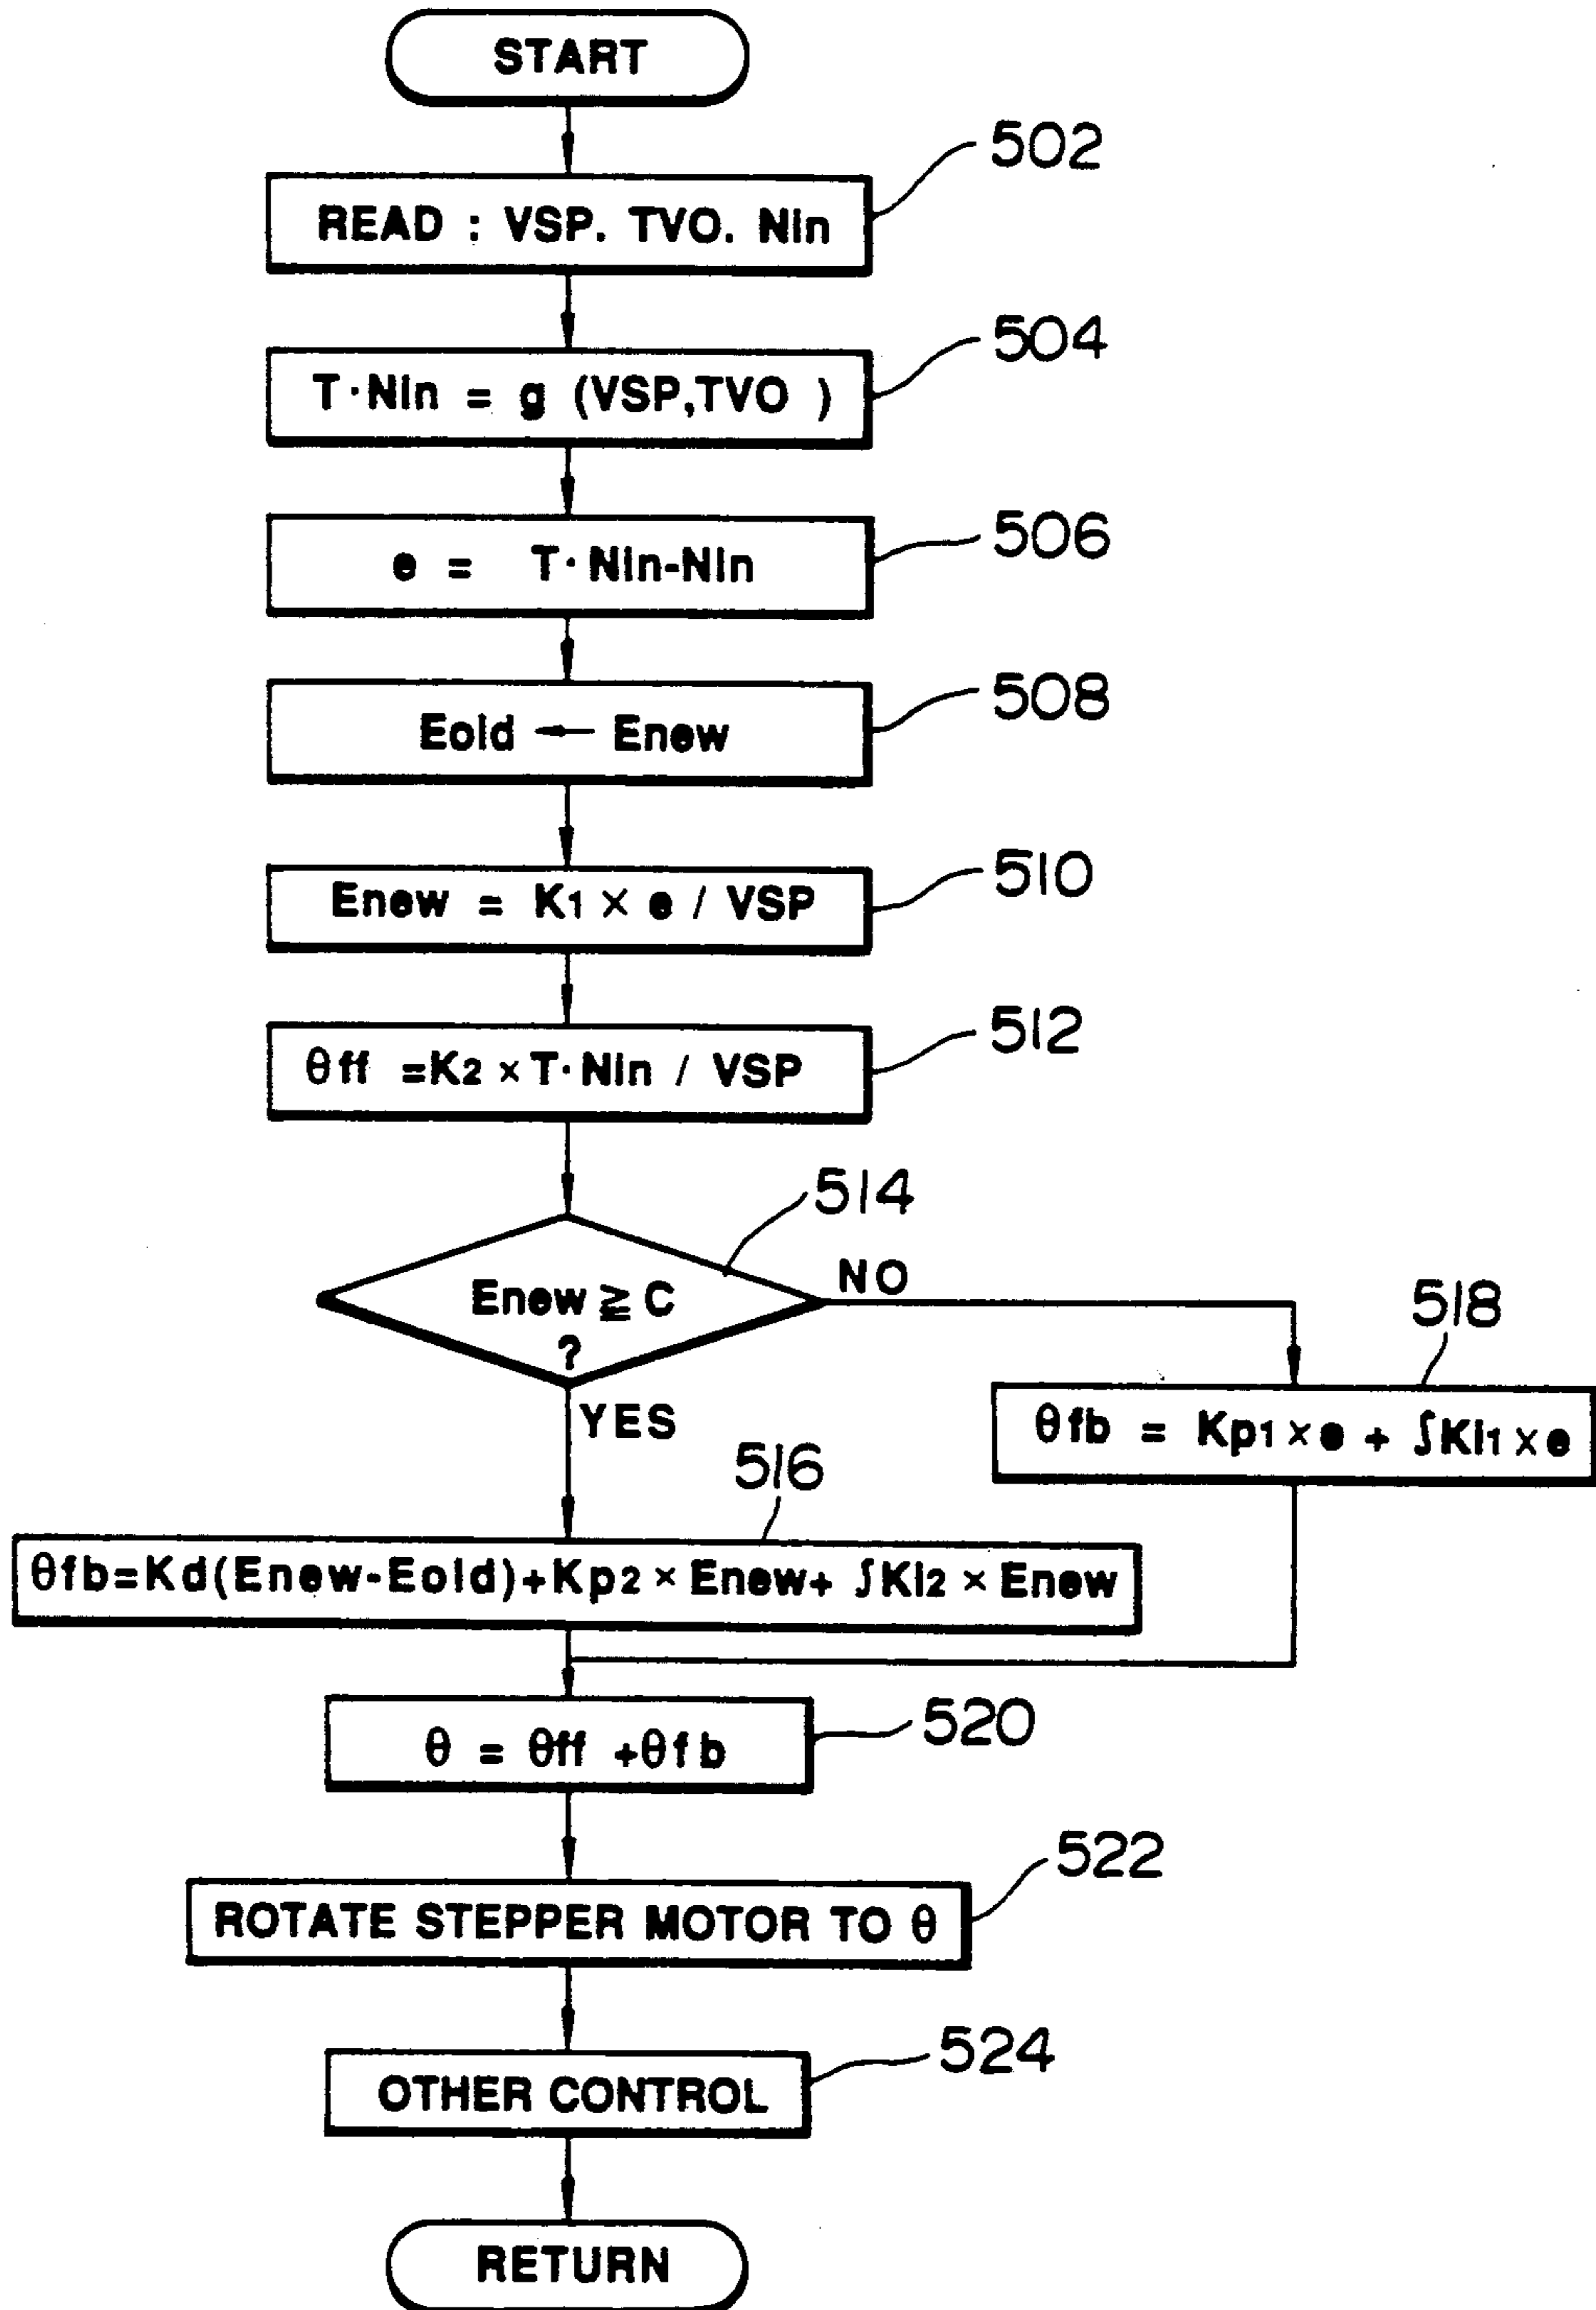 START
502
READ : VSP. TVO. Nin
504
T·Nin = g (VSP,TVO )
506
e = T·Nin-Nin
508
Eold ← Enew
510
Enew = K1 × e / VSP
512
θff =K2 × T·Nin / VSP
514
Enew ≧ C
?
NO
YES
518
θfb = Kp1 × e + ∫Ki1 × e
516
θfb=Kd(Enew-Eold)+Kp2 × Enew+ ∫Ki2 × Enew
520
θ = θff +θfb
522
ROTATE STEPPER MOTOR TO θ
524
OTHER CONTROL
RETURN